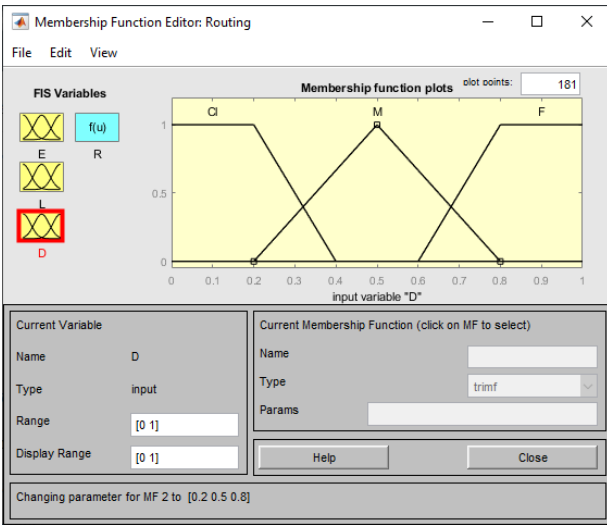 Membership Function Editor: Routing
File Edit View
FIS Variables
f(u)
E R
L
D
Membership function plots
plot points: 181
Cl M F
1
0.5
0
0 0.1 0.2 0.3 0.4 0.5 0.6 0.7 0.8 0.9 1
input variable "D"
Current Variable
Name D
Type input
Range [0 1]
Display Range [0 1]
Current Membership Function (click on MF to select)
Name
Type trimf
Params
Help Close
Changing parameter for MF 2 to [0.2 0.5 0.8]